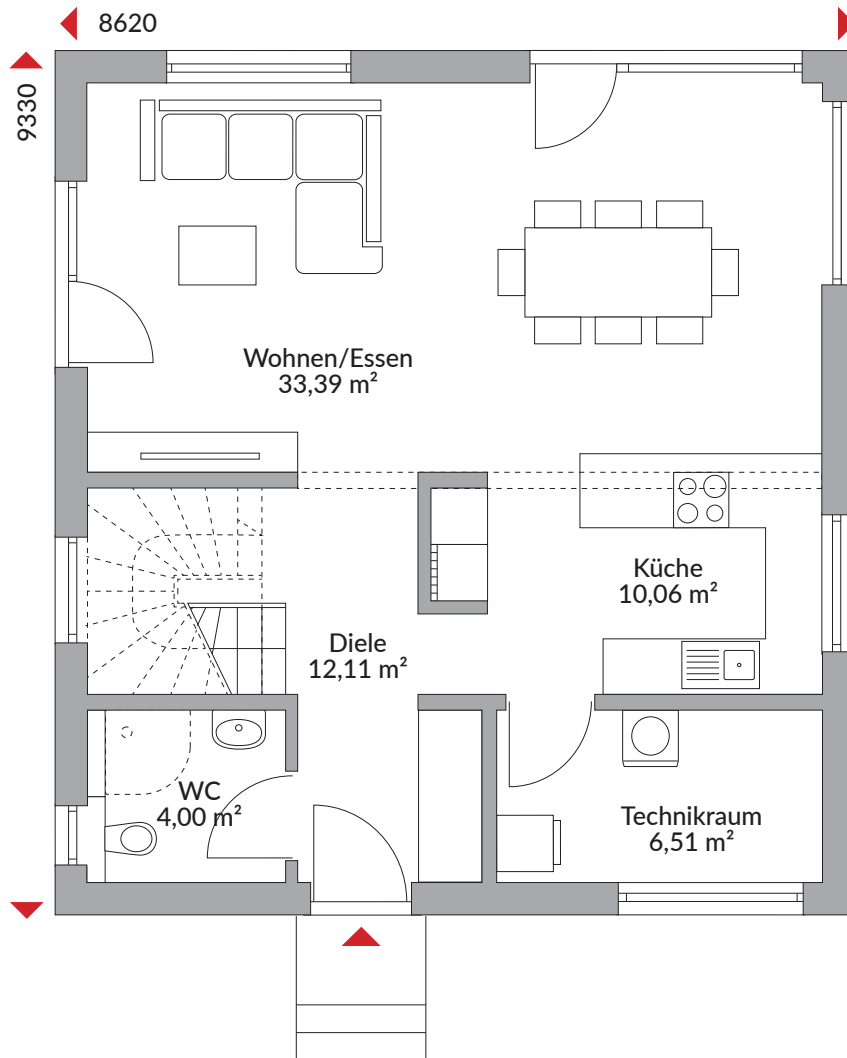 8620
9330
Wohnen/Essen
33,39 m²
Küche
10,06 m²
Diele
12,11 m²
WC
4,00 m²
Technikraum
6,51 m²